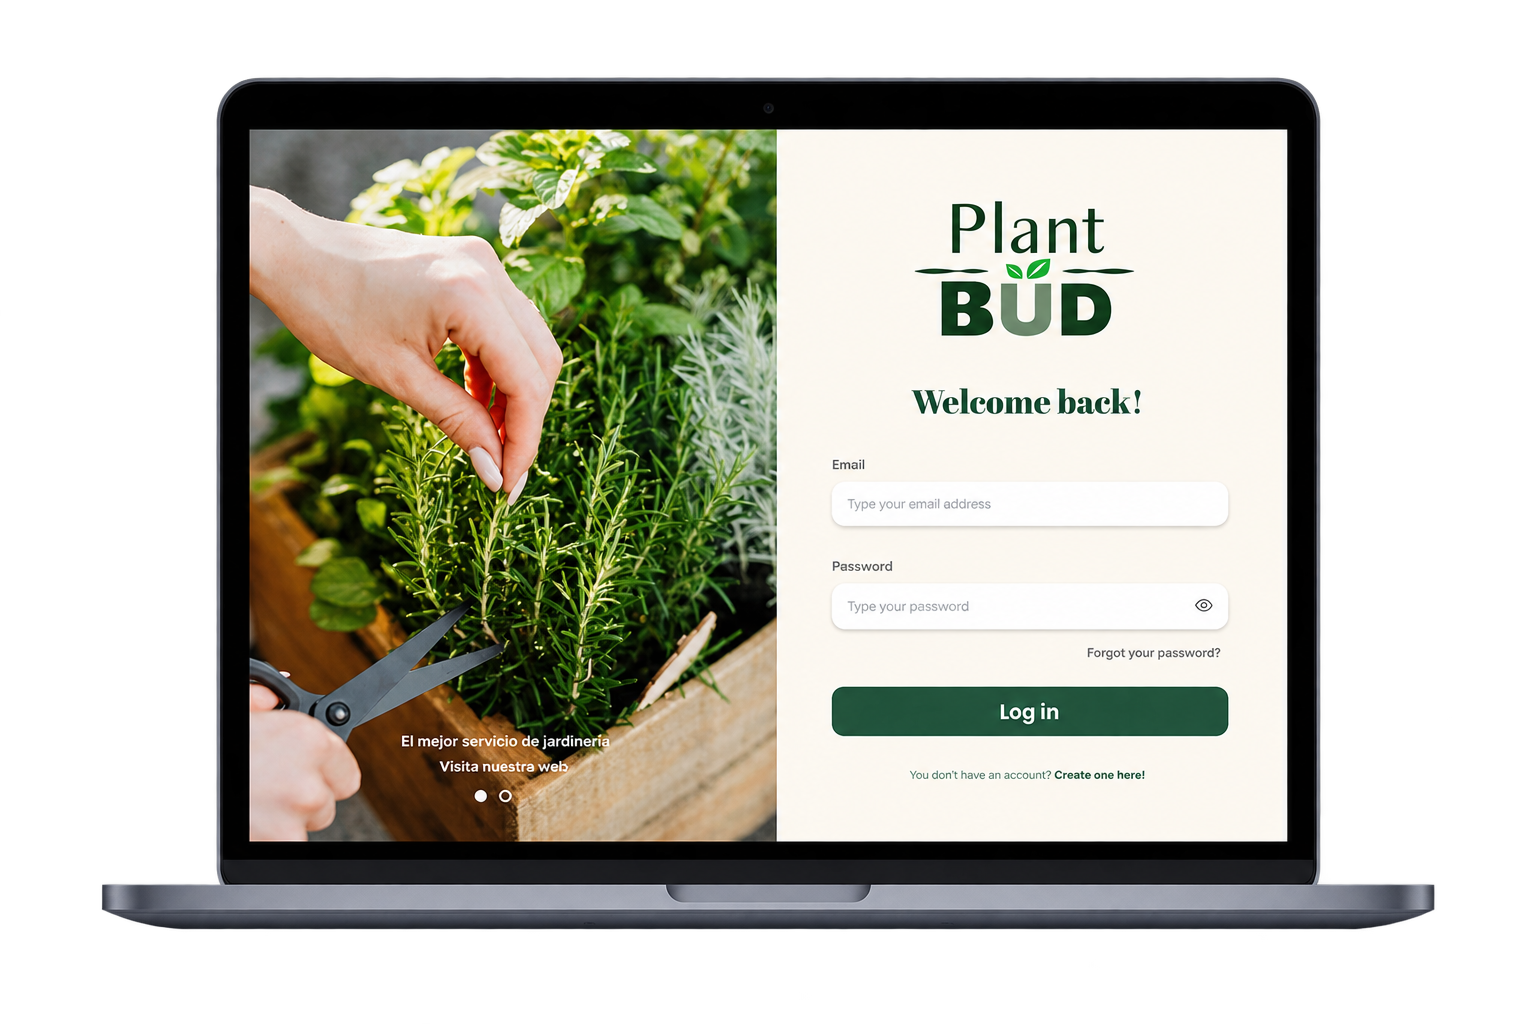 El mejor servicio de jardinería
Visita nuestra web
Plant
BUD
Welcome back!
Email
Type your email address
Password
Type your password
Forgot your password?
Log in
You don't have an account? Create one here!